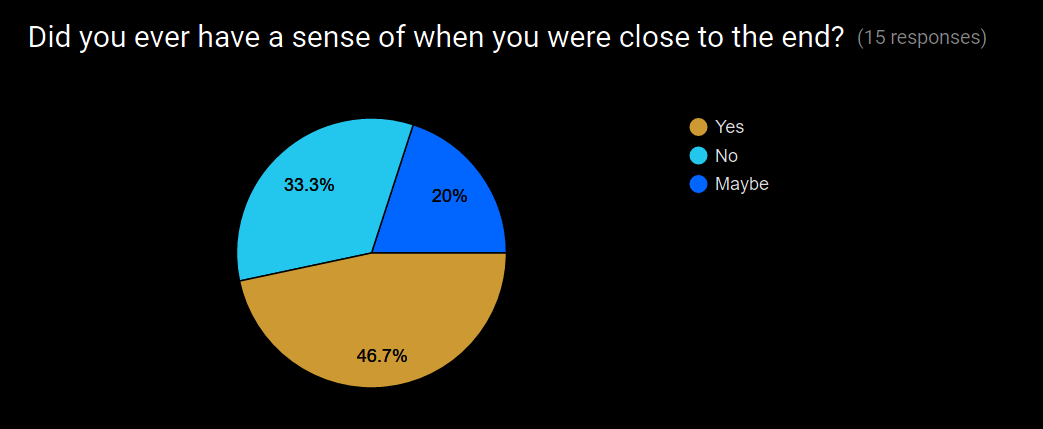 Did you ever have a sense of when you were close to the end? (15 responses)
Yes
No
Maybe
33.3%
20%
46.7%